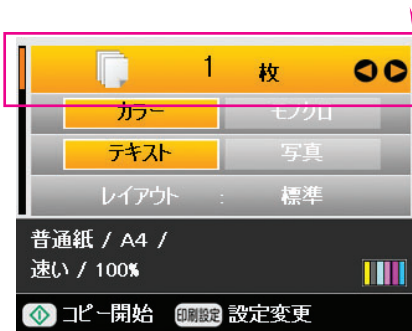 1 枚
カラー モノクロ
テキスト 写真
レイアウト : 標準
普通紙 / A4 /
速い / 100%
コピー開始 印刷設定 設定変更